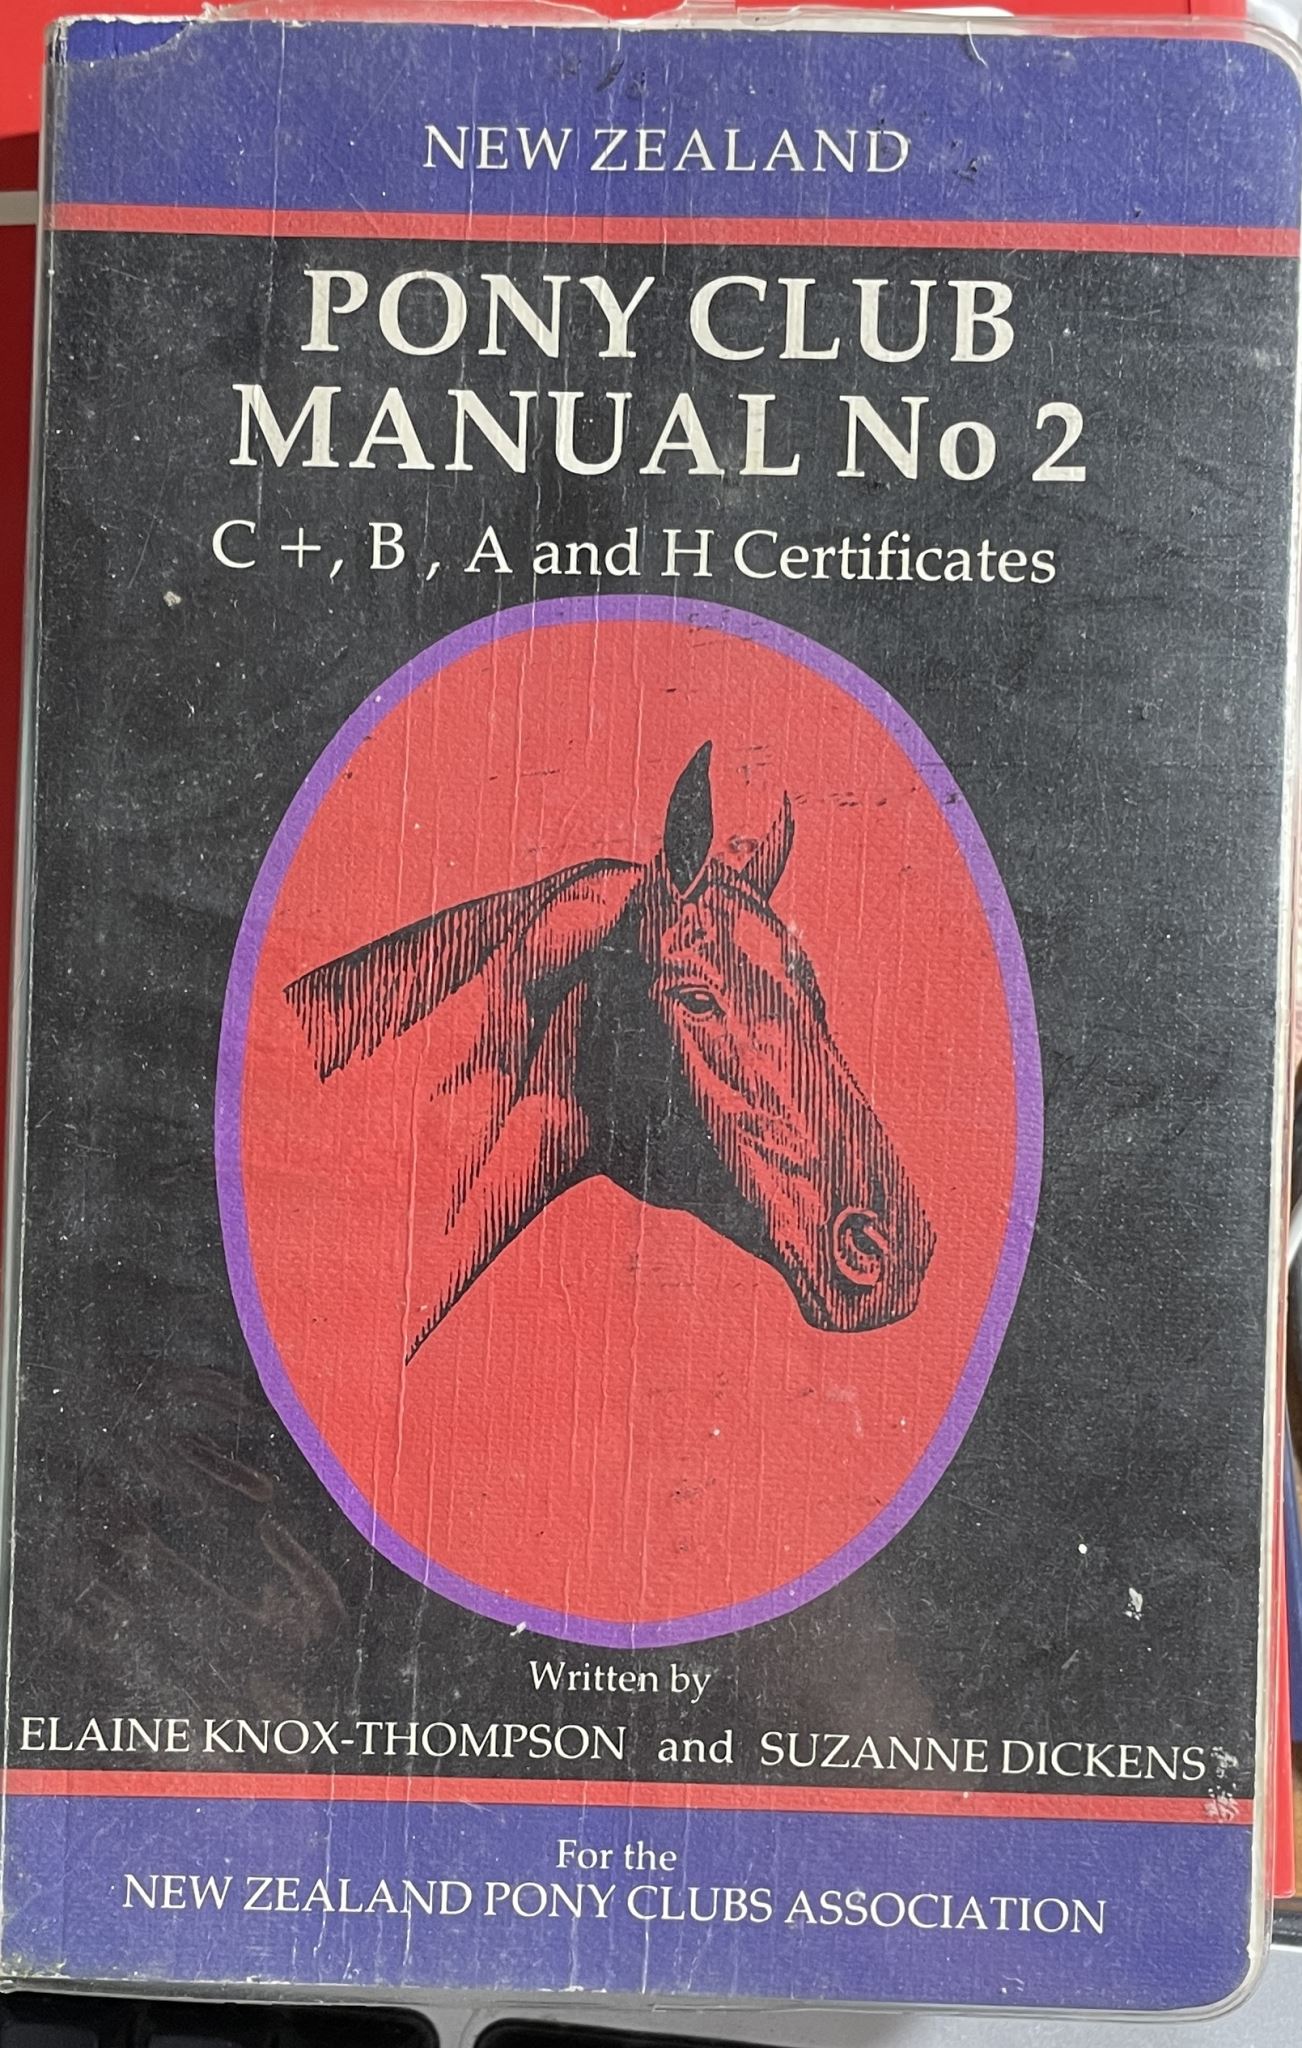 NEW ZEALAND
PONY CLUB
MANUAL No 2
C +, B , A and H Certificates
Written by
ELAINE KNOX-THOMPSON and SUZANNE DICKENS
For the
NEW ZEALAND PONY CLUBS ASSOCIATION